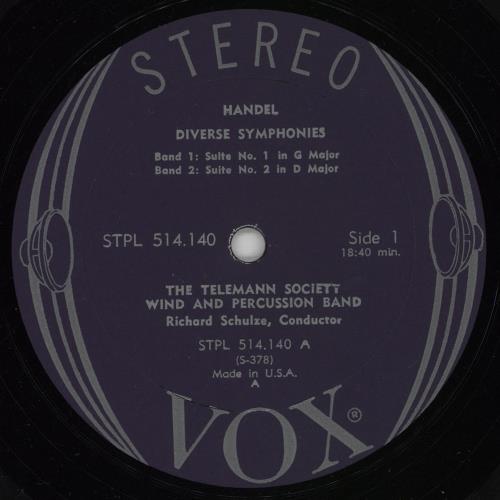 STEREO
HANDEL
DIVERSE SYMPHONIES
Band 1: Suite No. 1 in G Major
Band 2: Suite No. 2 in D Major
STPL 514.140
Side 1
18:40 min.
THE TELEMANN SOCIETY
WIND AND PERCUSSION BAND
Richard Schulze, Conductor
STPL 514.140 A
(S-378)
Made in U.S.A.
A
VOX®